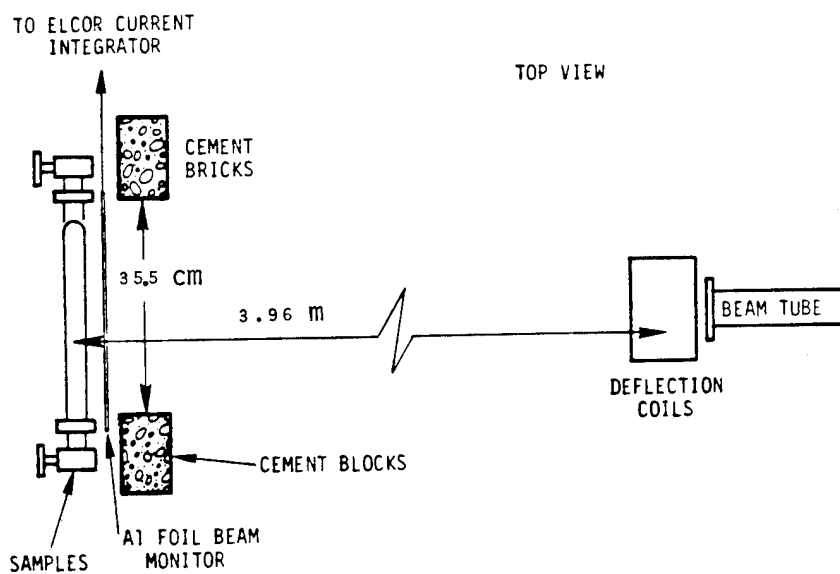 TO ELCOR CURRENT
INTEGRATOR
TOP VIEW
CEMENT
BRICKS
35.5 cm
3.96 m
BEAM TUBE
DEFLECTION
COILS
CEMENT BLOCKS
Al FOIL BEAM
MONITOR
SAMPLES